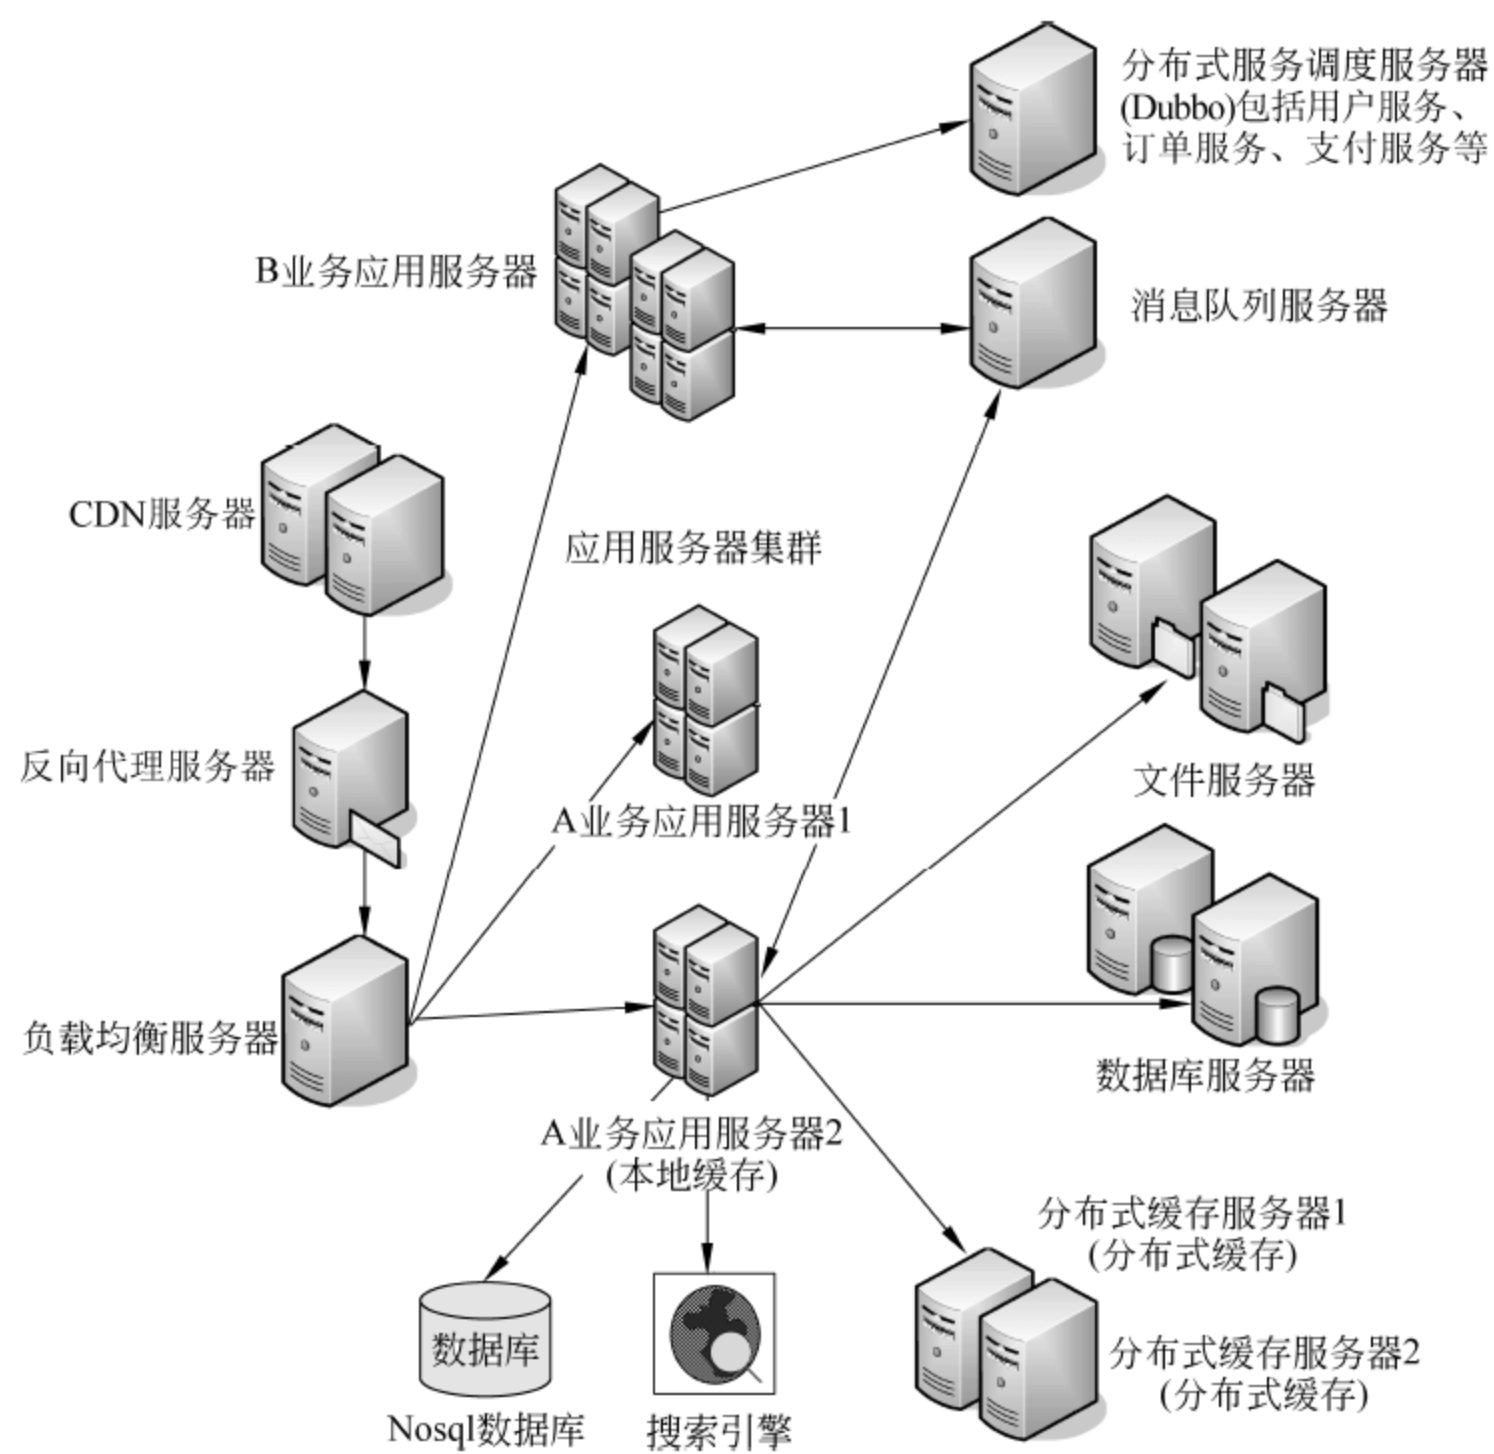 分布式服务调度服务器
(Dubbo)包括用户服务、
订单服务、支付服务等
B业务应用服务器
消息队列服务器
CDN服务器
应用服务器集群
反向代理服务器
文件服务器
A业务应用服务器1
负载均衡服务器
数据库服务器
A业务应用服务器2
(本地缓存)
分布式缓存服务器1
(分布式缓存)
数据库
分布式缓存服务器2
(分布式缓存)
Nosql数据库
搜索引擎